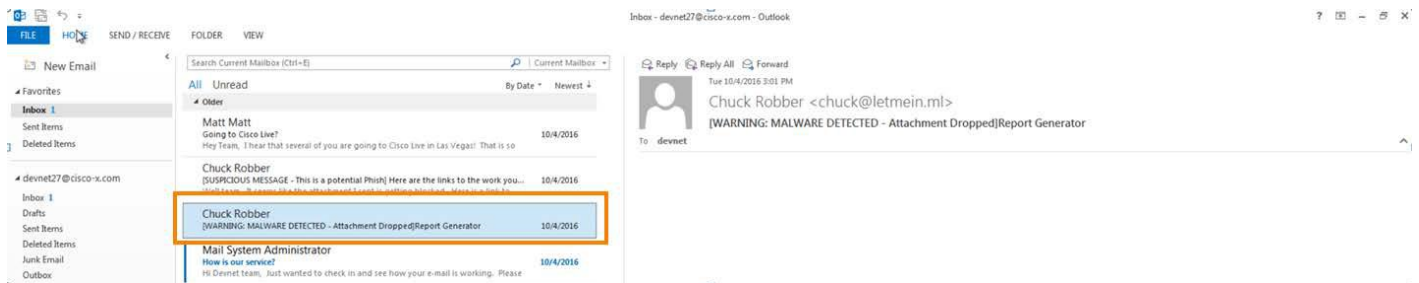 Inbox - devnet27@cisco-x.com - Outlook
FILE HOME SEND / RECEIVE FOLDER VIEW
New Email
Favorites
Inbox 1
Sent Items
Deleted Items
devnet27@cisco-x.com
Inbox 1
Drafts
Sent Items
Deleted Items
Junk Email
Outbox
Search Current Mailbox (Ctrl+E) Current Mailbox
All Unread By Date Newest
Older
Matt Matt
Going to Cisco Live? 10/4/2016
Hey Team, I hear that several of you are going to Cisco Live in Las Vegas! That is so
Chuck Robber
[SUSPICIOUS MESSAGE - This is a potential Phish] Here are the links to the work you... 10/4/2016
Chuck Robber
[WARNING: MALWARE DETECTED - Attachment Dropped]Report Generator 10/4/2016
Mail System Administrator
How is our service? 10/4/2016
Hi Devnet team, Just wanted to check in and see how your e-mail is working. Please
Reply Reply All Forward
Tue 10/4/2016 3:01 PM
Chuck Robber <chuck@letmein.ml>
[WARNING: MALWARE DETECTED - Attachment Dropped]Report Generator
To devnet